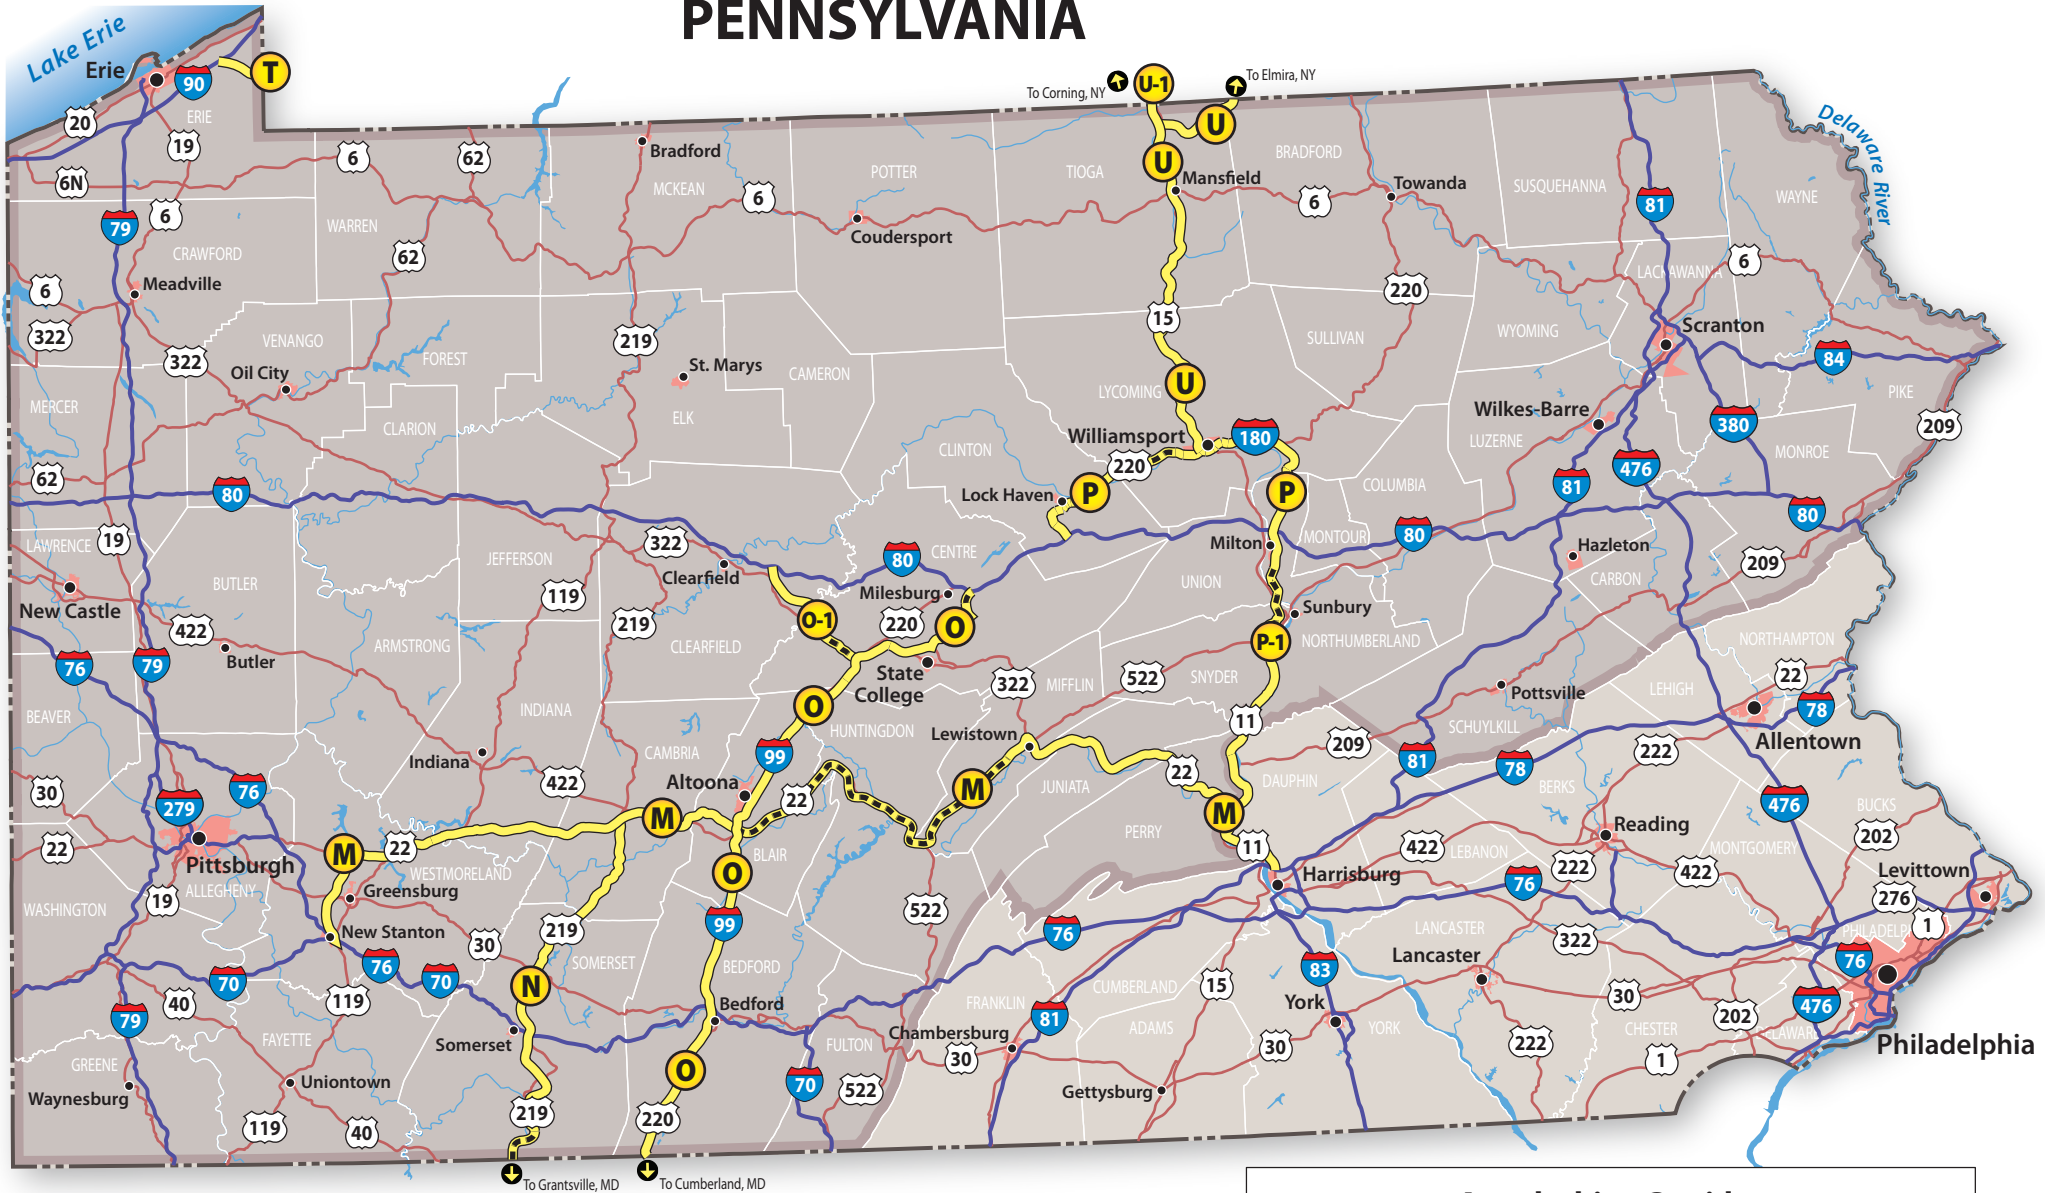 PENNSYLVANIA
Lake Erie
Erie
90
T
20
ERIE
19
6N
6
62
Bradford
MCKEAN
6
POTTER
TIOGA
To Corning, NY
U-1
To Elmira, NY
U
U
Mansfield
BRADFORD
6
Towanda
SUSQUEHANNA
81
WAYNE
Delaware River
79
6
CRAWFORD
WARREN
62
Coudersport
LACKAWANNA
6
6
Meadville
322
322
VENANGO
FOREST
219
St. Marys
CAMERON
15
220
SULLIVAN
WYOMING
Scranton
84
Oil City
MERCER
CLARION
ELK
LYCOMING
U
PIKE
Wilkes-Barre
380
209
CLINTON
Williamsport
180
LUZERNE
MONROE
62
80
220
476
Lock Haven
P
P
COLUMBIA
81
80
19
LAWRENCE
JEFFERSON
322
Clearfield
80
CENTRE
Milton
MONTOUR
80
Hazleton
209
BUTLER
119
Milesburg
UNION
CARBON
New Castle
422
219
O-1
220
O
Sunbury
ARMSTRONG
CLEARFIELD
P-1
NORTHUMBERLAND
NORTHAMPTON
76
79
Butler
State
College
322
MIFFLIN
522
SNYDER
22
Pottsville
LEHIGH
78
BEAVER
INDIANA
O
HUNTINGDON
11
SCHUYLKILL
Allentown
Indiana
CAMBRIA
99
Lewistown
209
81
78
222
30
279
76
422
Altoona
22
M
JUNIATA
22
DAUPHIN
BERKS
476
BUCKS
22
Pittsburgh
M
22
M
BLAIR
PERRY
M
11
422
LEBANON
Reading
222
422
MONTGOMERY
202
Levittown
ALLEGHENY
WESTMORELAND
O
Harrisburg
76
276
WASHINGTON
19
Greensburg
New Stanton
30
219
99
522
76
LANCASTER
322
1
76
70
76
70
SOMERSET
BEDFORD
Lancaster
N
83
40
119
FRANKLIN
CUMBERLAND
15
30
79
Bedford
81
York
202
476
Somerset
Chambersburg
ADAMS
YORK
CHESTER
DELAWARE
FAYETTE
FULTON
30
30
222
1
Philadelphia
GREENE
O
70
522
Waynesburg
Uniontown
Gettysburg
119
40
219
220
To Grantsville, MD
To Cumberland, MD